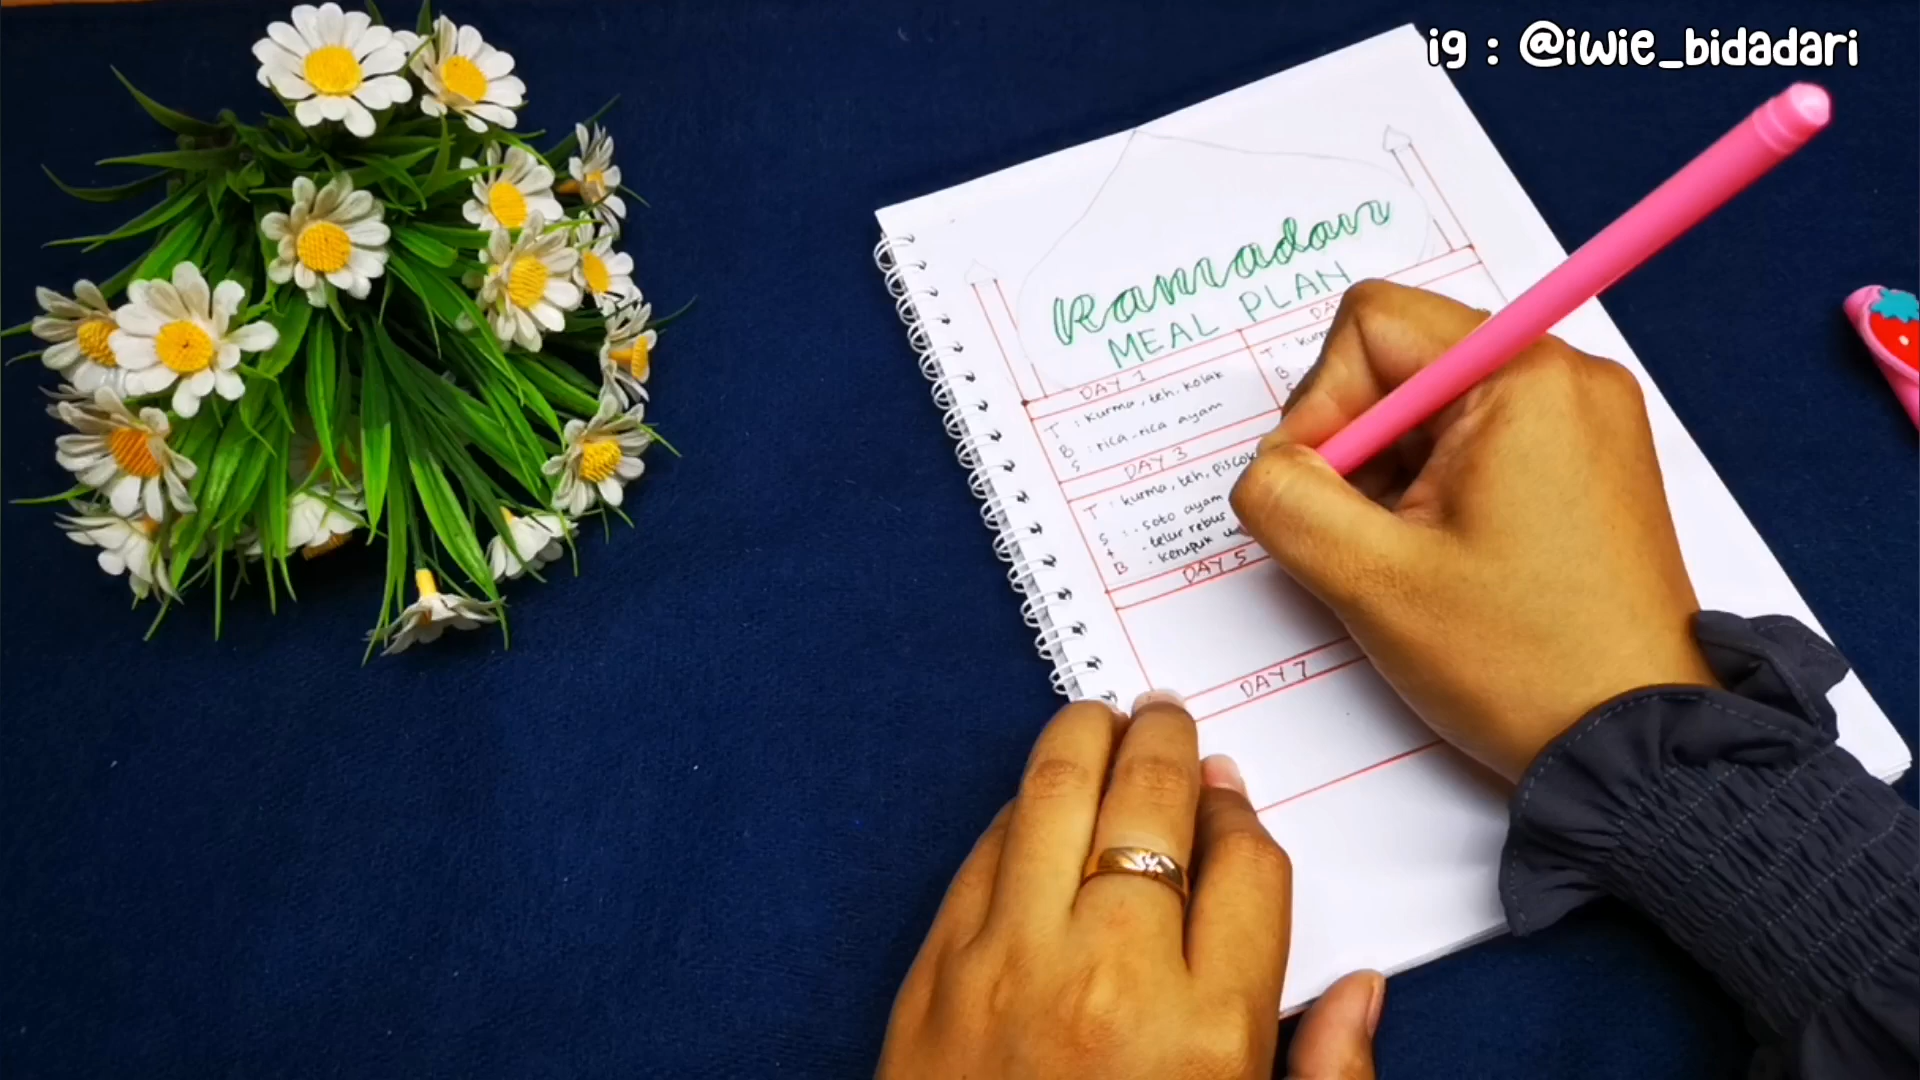 ig : @iwie_bidadari
Ramadan
MEAL PLAN
DAY 1
T : kurma, teh, kolak
B : rica-rica ayam
S
T : kurma
B
S
DAY 3
T : kurma, teh, piscok
S : - soto ayam
+ - telur rebus
B - kerupuk
DAY 5
DAY 7